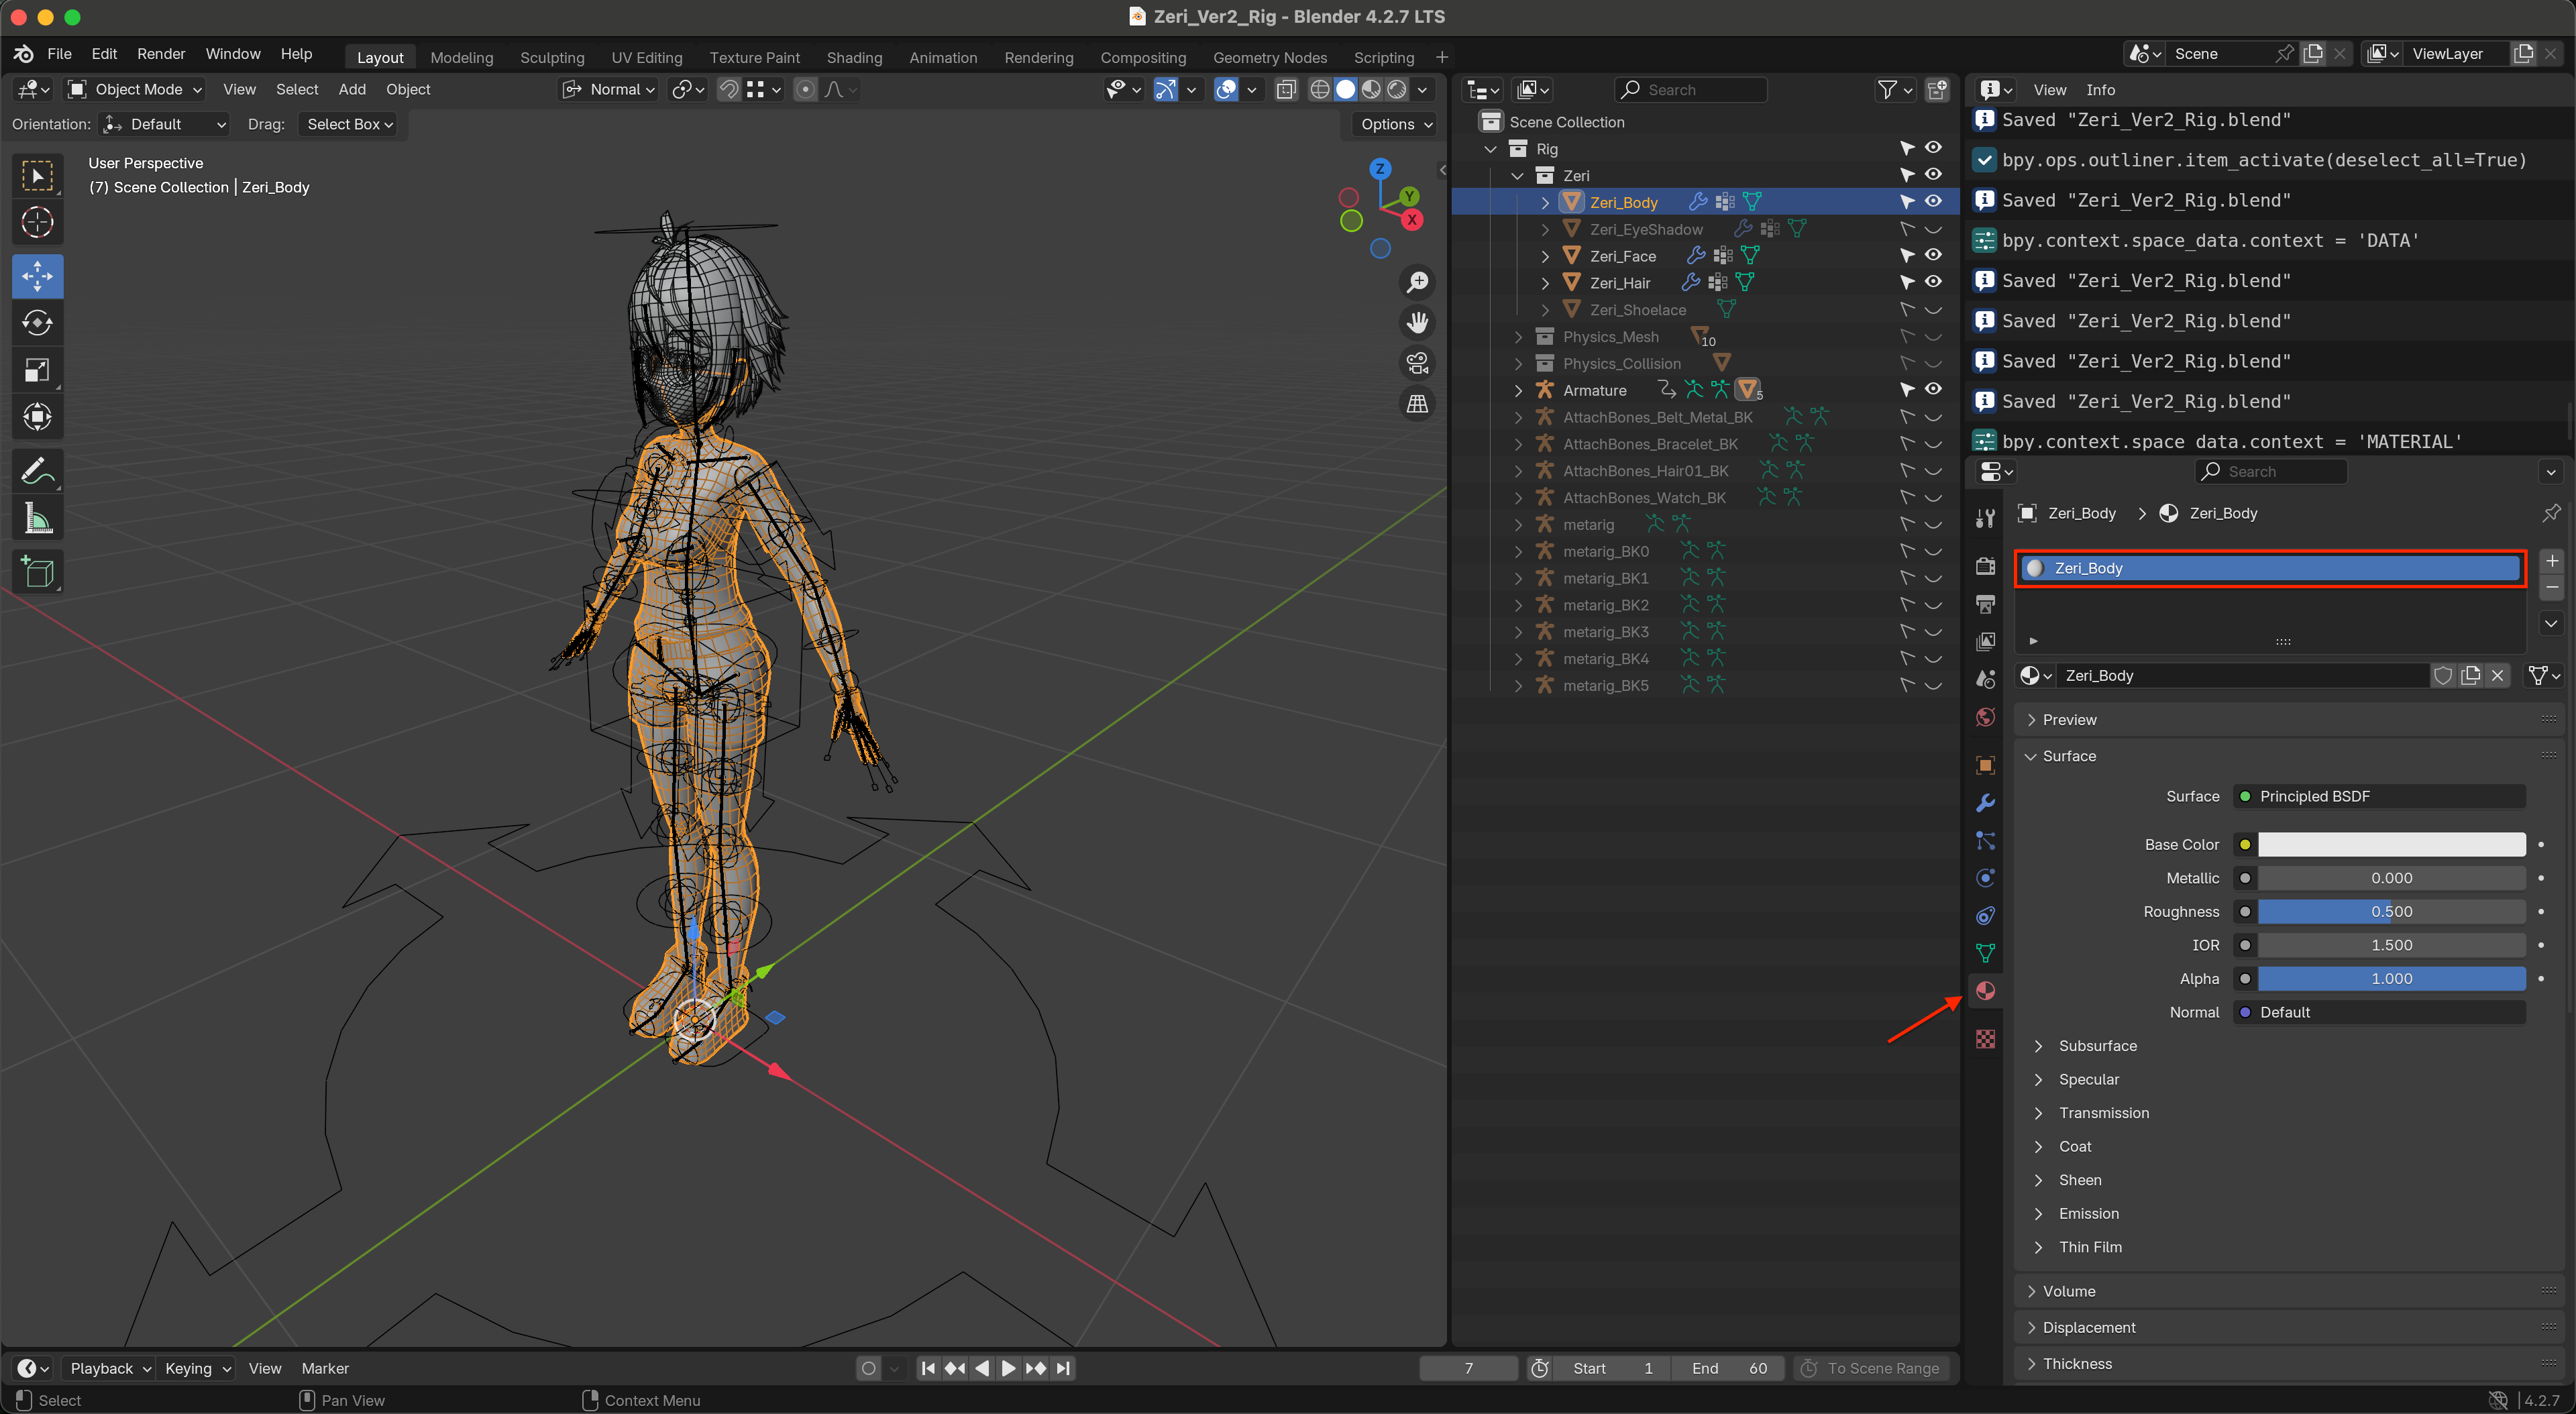 Zeri_Ver2_Rig - Blender 4.2.7 LTS
File Edit Render Window Help Layout Modeling Sculpting UV Editing Texture Paint Shading Animation Rendering Compositing Geometry Nodes Scripting + Scene ViewLayer
Object Mode View Select Add Object Normal
Orientation: Default Drag: Select Box Options
User Perspective
(7) Scene Collection | Zeri_Body
Z
Y
X
Search
Scene Collection
Rig
Zeri
Zeri_Body
Zeri_EyeShadow
Zeri_Face
Zeri_Hair
Zeri_Shoelace
Physics_Mesh 10
Physics_Collision
Armature 5
AttachBones_Belt_Metal_BK
AttachBones_Bracelet_BK
AttachBones_Hair01_BK
AttachBones_Watch_BK
metarig
metarig_BK0
metarig_BK1
metarig_BK2
metarig_BK3
metarig_BK4
metarig_BK5
View Info
Saved "Zeri_Ver2_Rig.blend"
bpy.ops.outliner.item_activate(deselect_all=True)
Saved "Zeri_Ver2_Rig.blend"
bpy.context.space_data.context = 'DATA'
Saved "Zeri_Ver2_Rig.blend"
Saved "Zeri_Ver2_Rig.blend"
Saved "Zeri_Ver2_Rig.blend"
Saved "Zeri_Ver2_Rig.blend"
bpy.context.space_data.context = 'MATERIAL'
Search
Zeri_Body > Zeri_Body
Zeri_Body
Zeri_Body
Preview
Surface
Surface Principled BSDF
Base Color
Metallic 0.000
Roughness 0.500
IOR 1.500
Alpha 1.000
Normal Default
Subsurface
Specular
Transmission
Coat
Sheen
Emission
Thin Film
Volume
Displacement
Thickness
Playback Keying View Marker 7 Start 1 End 60 To Scene Range
Select Pan View Context Menu 4.2.7